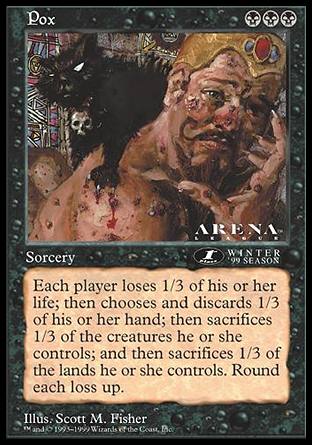 Pox
ARENA
LEAGUE
WINTER
'99 SEASON
Sorcery
Each player loses 1/3 of his or her
life; then chooses and discards 1/3
of his or her hand; then sacrifices
1/3 of the creatures he or she
controls; and then sacrifices 1/3 of
the lands he or she controls. Round
each loss up.
Illus. Scott M. Fisher
™ and © 1993-1999 Wizards of the Coast, Inc.